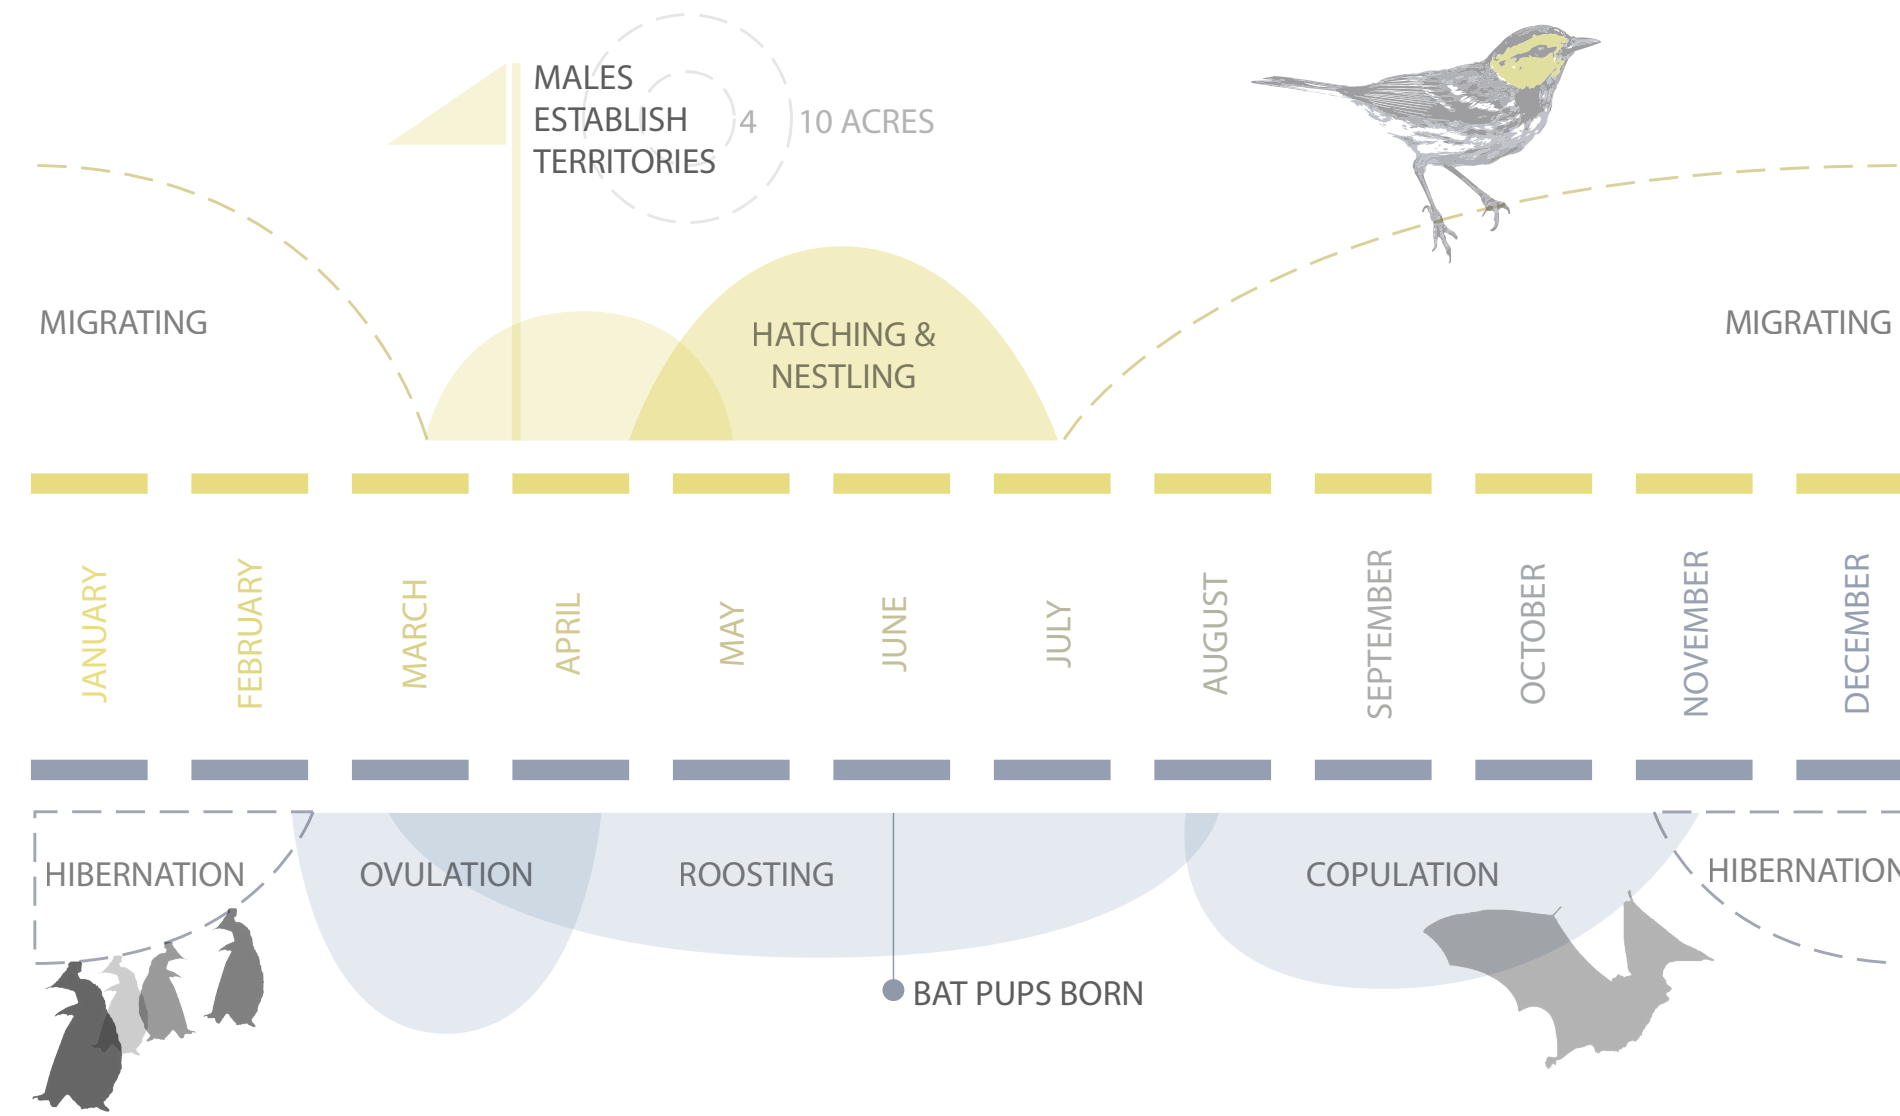 MALES
ESTABLISH
TERRITORIES
4
10 ACRES
MIGRATING
HATCHING &
NESTLING
MIGRATING
JANUARY
FEBRUARY
MARCH
APRIL
MAY
JUNE
JULY
AUGUST
SEPTEMBER
OCTOBER
NOVEMBER
DECEMBER
HIBERNATION
OVULATION
ROOSTING
COPULATION
HIBERNATION
BAT PUPS BORN